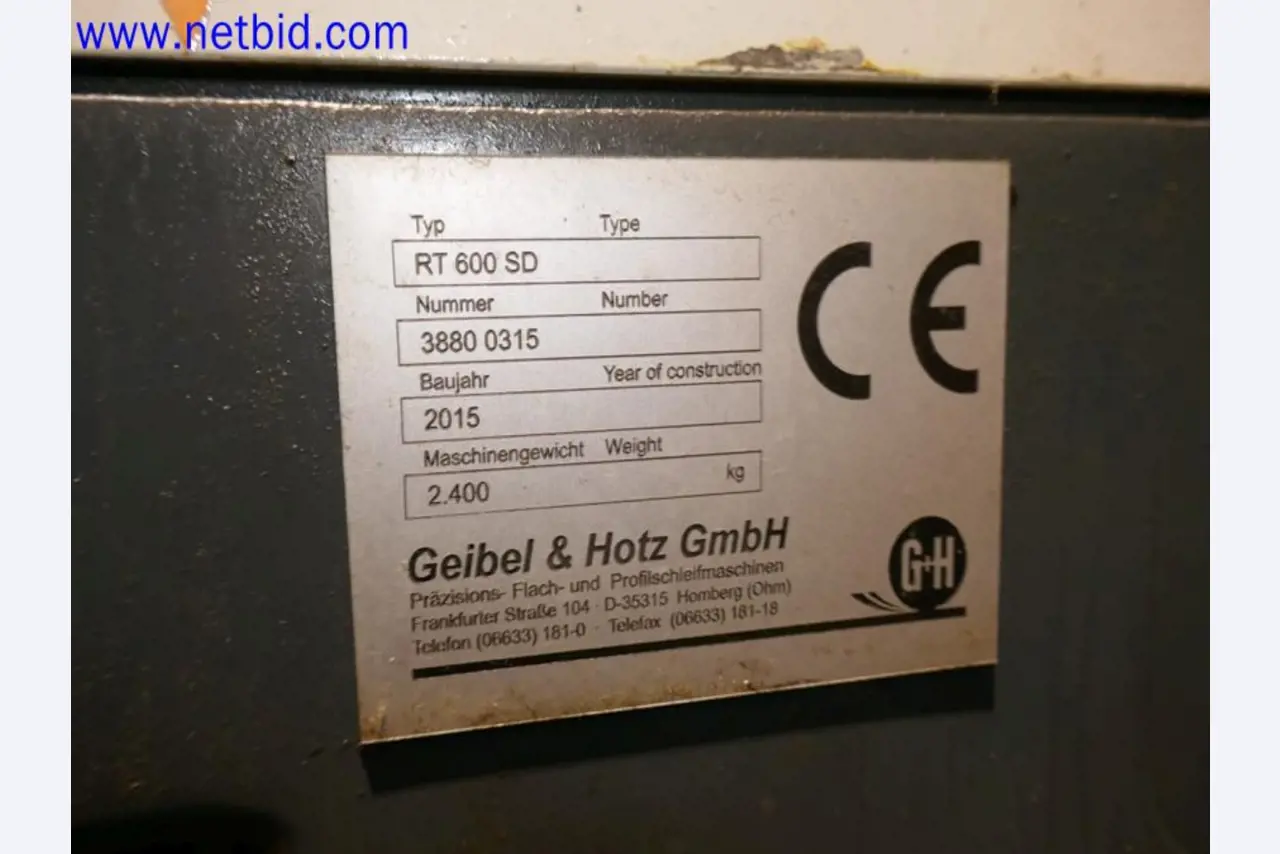 www.netbid.com
Typ Type
RT 600 SD
Nummer Number
3880 0315
Baujahr Year of construction
2015
Maschinengewicht Weight
2.400 kg
CE
Geibel & Hotz GmbH
Präzisions- Flach- und Profilschleifmaschinen
Frankfurter Straße 104 · D-35315 Homberg (Ohm)
Telefon (06633) 181-0 · Telefax (06633) 181-18
G+H